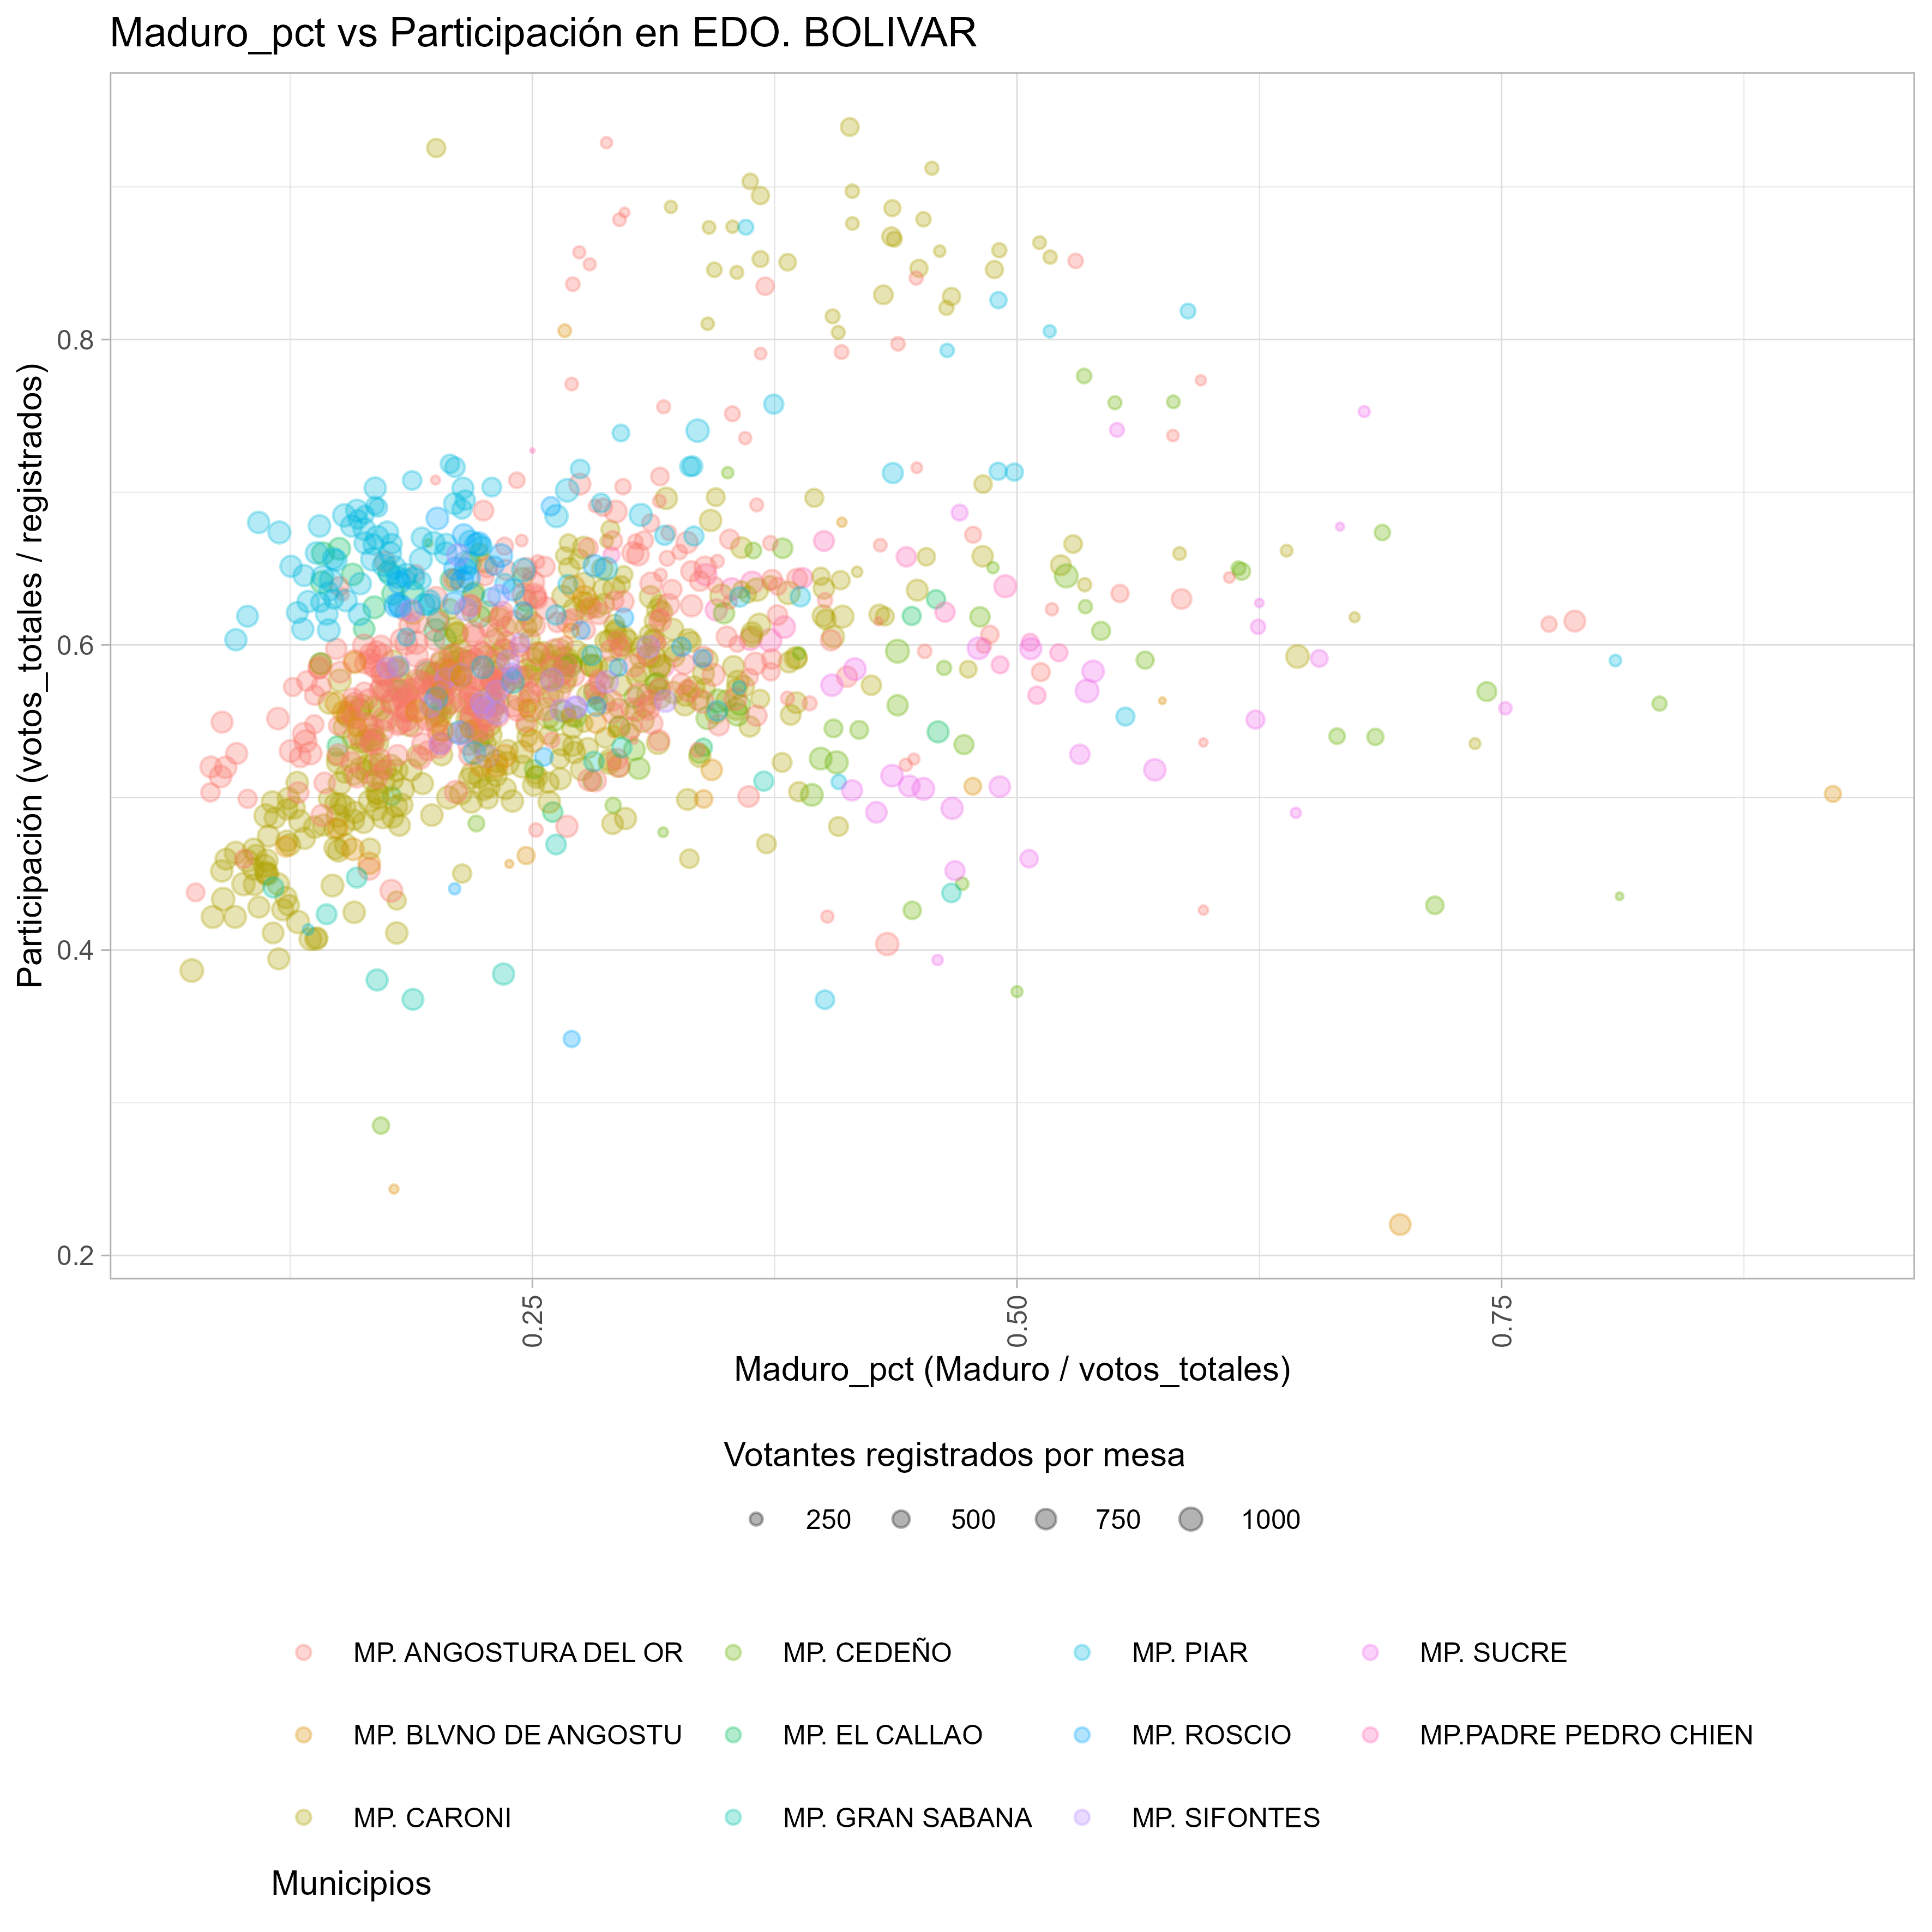 Maduro_pct vs Participación en EDO. BOLIVAR
Participación (votos_totales / registrados)
0.8
0.6
0.4
0.2
0.25
0.50
0.75
Maduro_pct (Maduro / votos_totales)
Votantes registrados por mesa
250 500 750 1000
MP. ANGOSTURA DEL OR MP. CEDEÑO MP. PIAR MP. SUCRE
MP. BLVNO DE ANGOSTU MP. EL CALLAO MP. ROSCIO MP.PADRE PEDRO CHIEN
MP. CARONI MP. GRAN SABANA MP. SIFONTES
Municipios